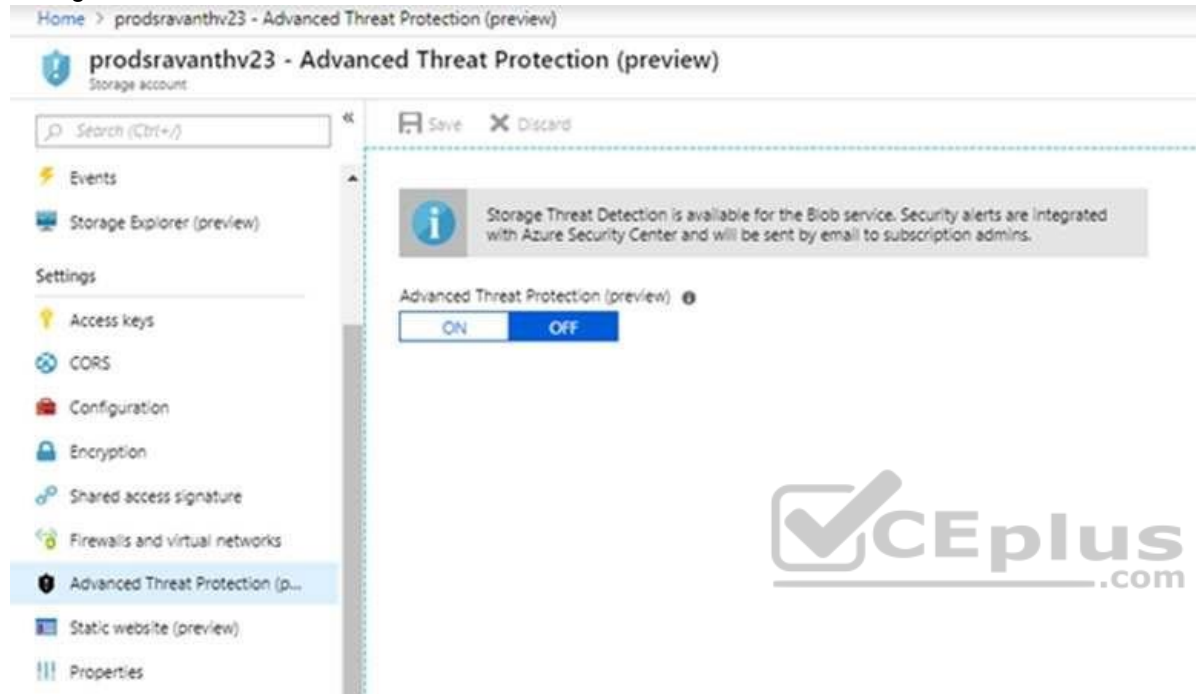 Home > prodsravanthv23 - Advanced Threat Protection (preview)
prodsravanthv23 - Advanced Threat Protection (preview)
Storage account
Search (Ctrl+/)
«
Save
Discard
Events
Storage Explorer (preview)
Settings
Access keys
CORS
Configuration
Encryption
Shared access signature
Firewalls and virtual networks
Advanced Threat Protection (p...
Static website (preview)
Properties
Storage Threat Detection is available for the Blob service. Security alerts are integrated
with Azure Security Center and will be sent by email to subscription admins.
Advanced Threat Protection (preview)
ON OFF
CEplus
.com